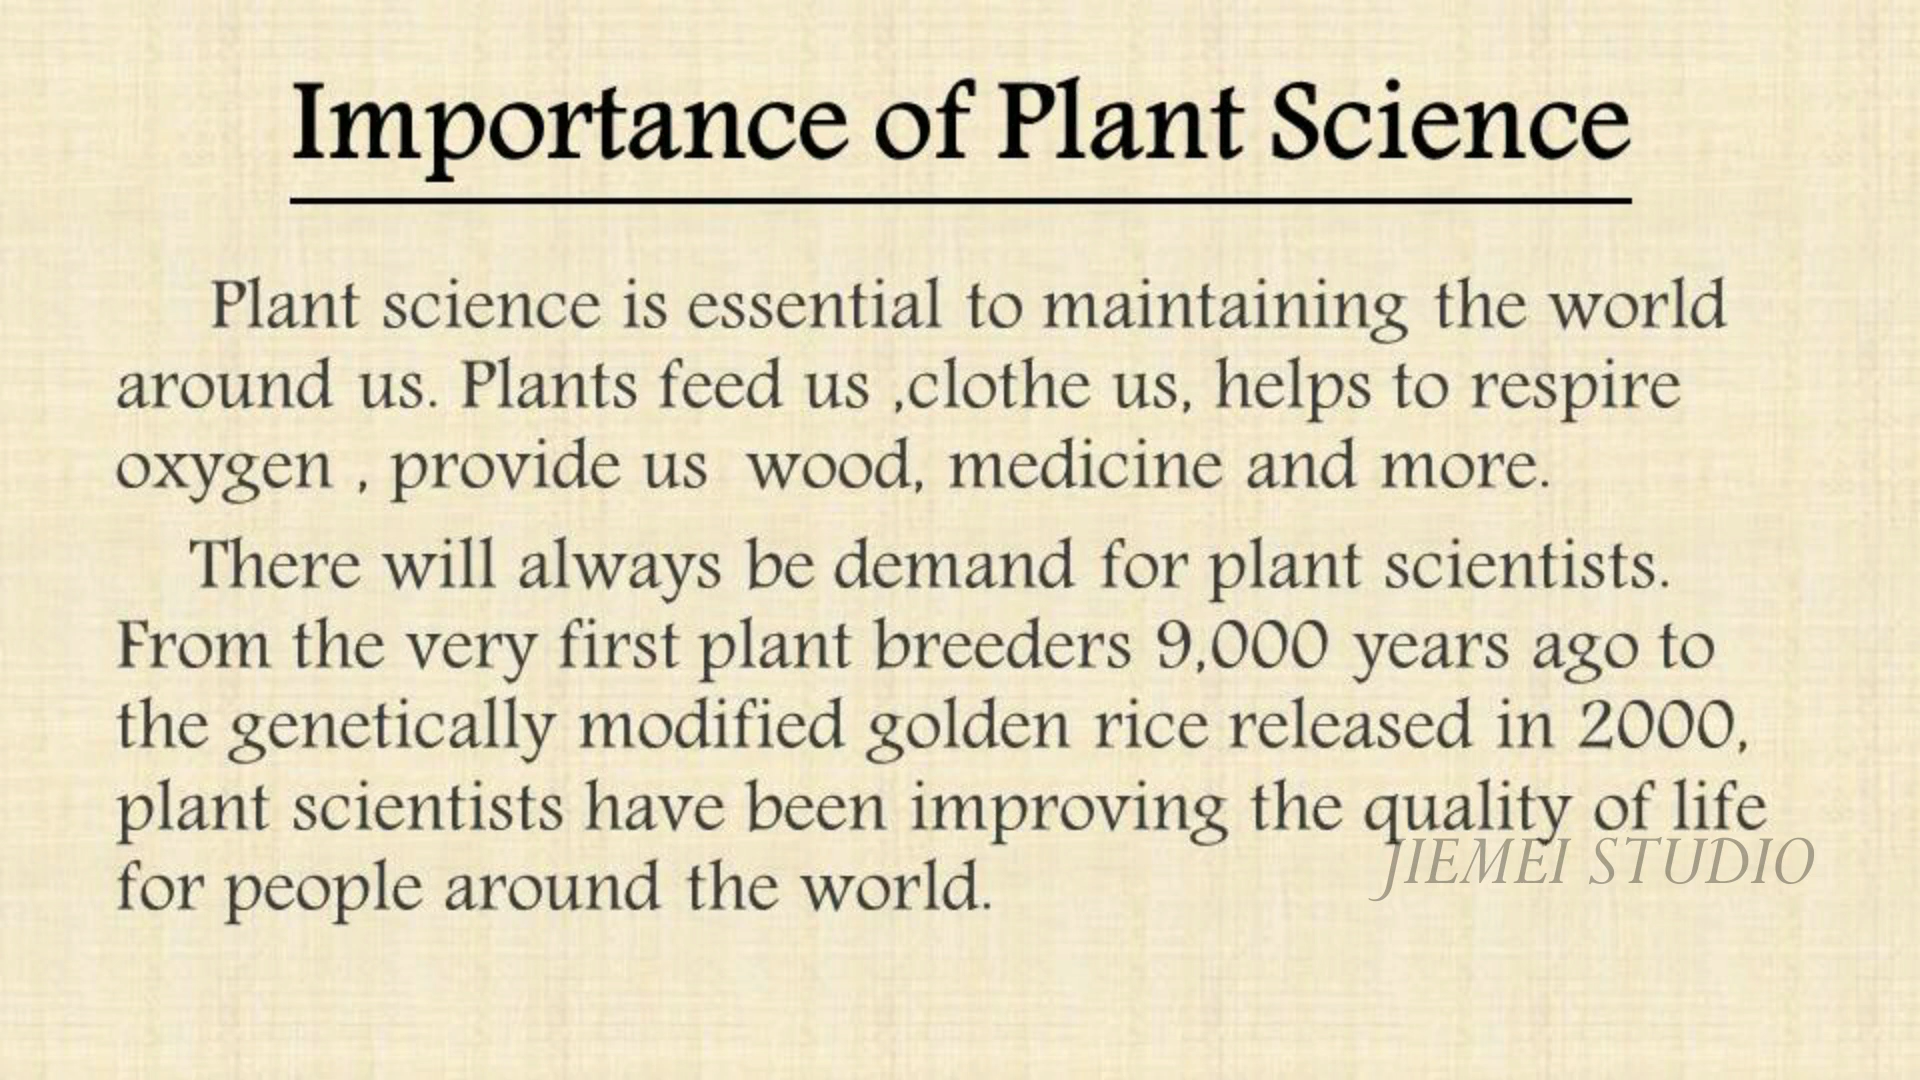 Importance of Plant Science
Plant science is essential to maintaining the world
around us. Plants feed us ,clothe us, helps to respire
oxygen , provide us  wood, medicine and more.
There will always be demand for plant scientists.
From the very first plant breeders 9,000 years ago to
the genetically modified golden rice released in 2000,
plant scientists have been improving the quality of life
for people around the world.
JIEMEI STUDIO